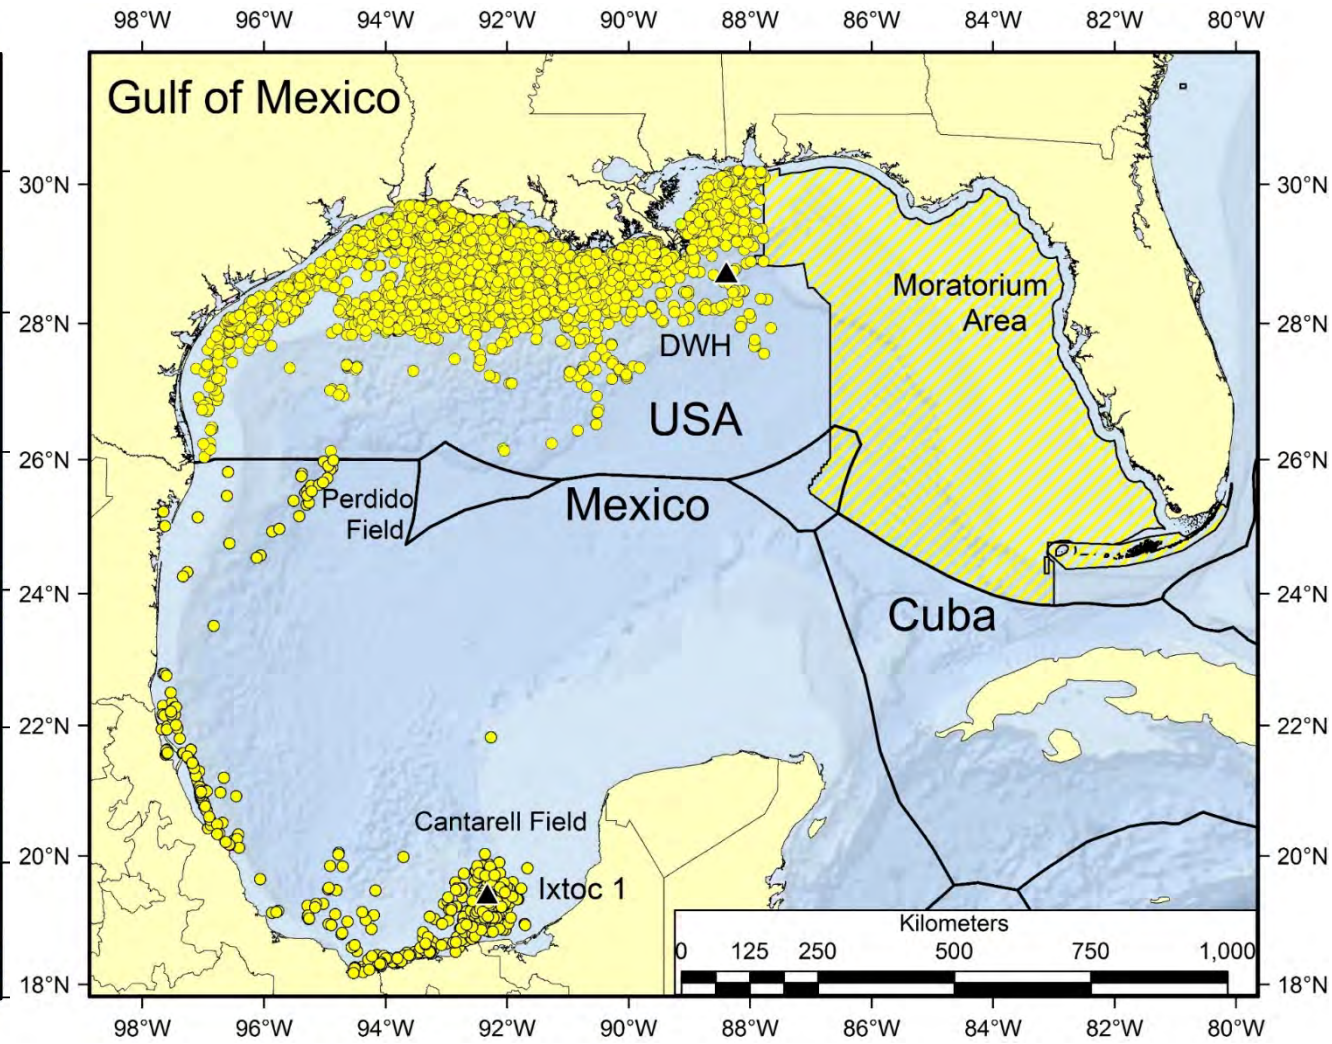 98°W 96°W 94°W 92°W 90°W 88°W 86°W 84°W 82°W 80°W
Gulf of Mexico
30°N 30°N
Moratorium
Area
28°N 28°N
DWH
USA
26°N 26°N
Perdido
Field
Mexico
24°N 24°N
Cuba
22°N 22°N
Cantarell Field
20°N 20°N
Ixtoc 1
Kilometers
0 125 250 500 750 1,000
18°N 18°N
98°W 96°W 94°W 92°W 90°W 88°W 86°W 84°W 82°W 80°W